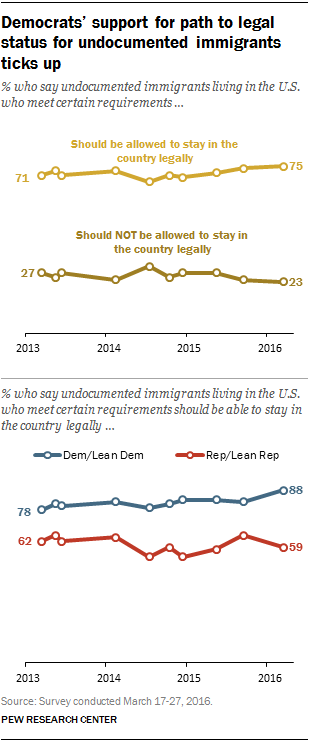 Democrats' support for path to legal
status for undocumented immigrants
ticks up
% who say undocumented immigrants living in the U.S.
who meet certain requirements ...
Should be allowed to stay in the
country legally
71
75
Should NOT be allowed to stay in
the country legally
27
23
2013 2014 2015 2016
% who say undocumented immigrants living in the U.S.
who meet certain requirements should be able to stay in
the country legally ...
Dem/Lean Dem Rep/Lean Rep
88
78
62
59
2013 2014 2015 2016
Source: Survey conducted March 17-27, 2016.
PEW RESEARCH CENTER